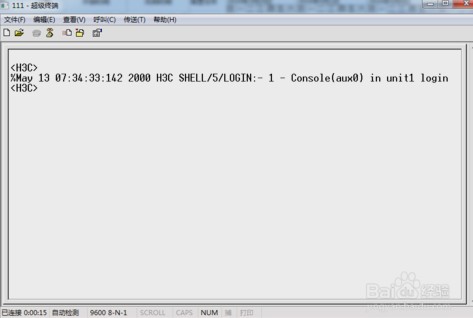 111 - 超级终端
文件(F) 编辑(E) 查看(V) 呼叫(C) 传送(T) 帮助(H)
<H3C>
%May 13 07:34:33:142 2000 H3C SHELL/5/LOGIN:- 1 - Console(aux0) in unit1 login
<H3C>
Baidu 经验
已连接 0:00:15 自动检测 9600 8-N-1 SCROLL CAPS NUM 捕 打印